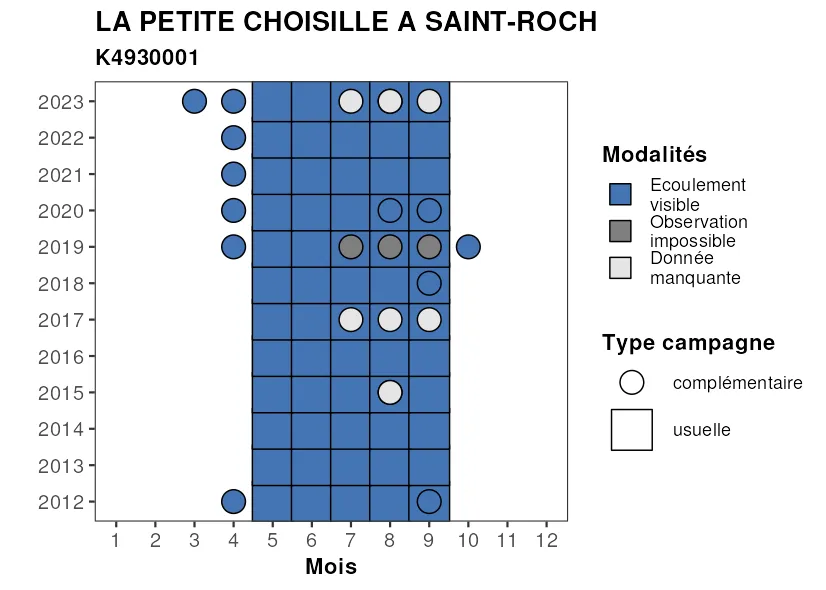 LA PETITE CHOISILLE A SAINT-ROCH
K4930001
2023
2022
2021
2020
2019
2018
2017
2016
2015
2014
2013
2012
1 2 3 4 5 6 7 8 9 10 11 12
Mois
Modalités
Ecoulement
visible
Observation
impossible
Donnée
manquante
Type campagne
complémentaire
usuelle